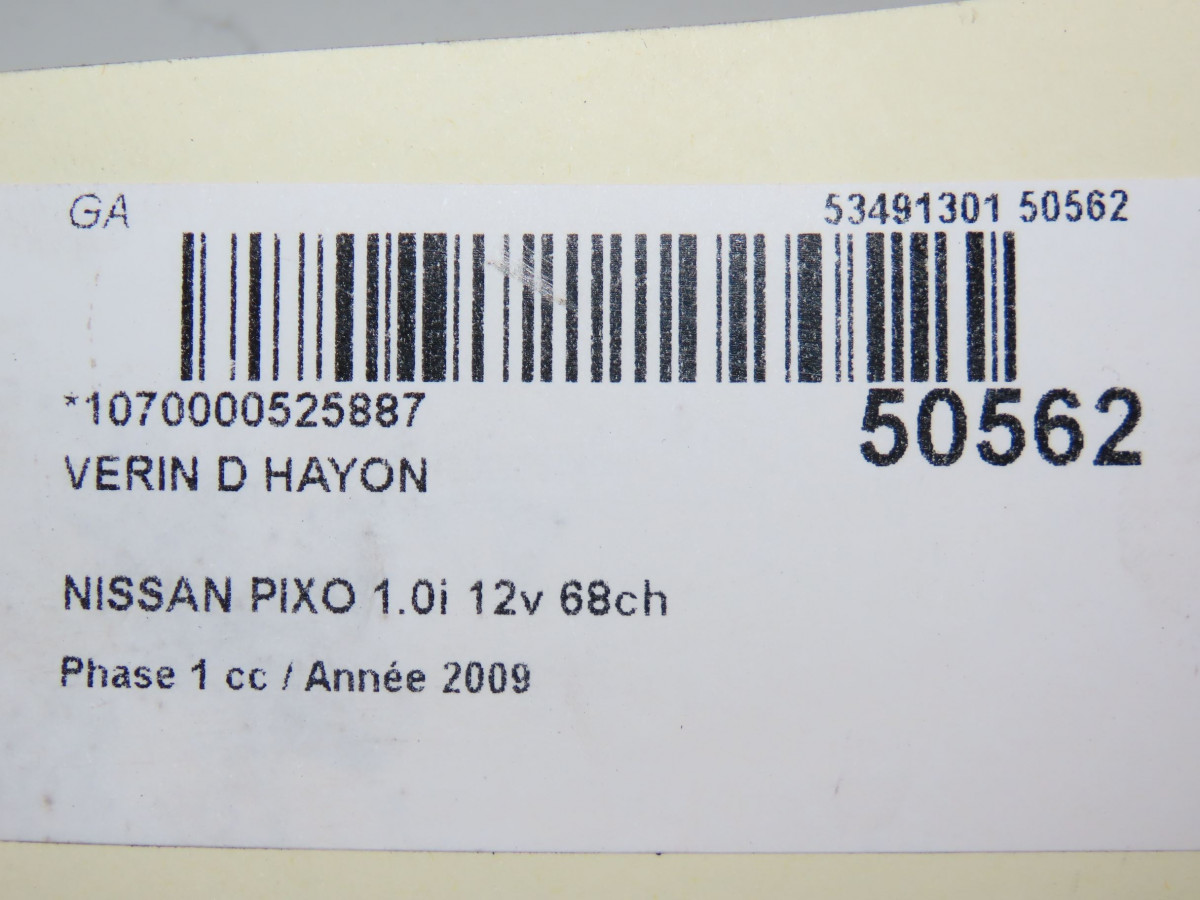 GA 53491301 50562
*1070000525887 50562
VERIN D HAYON
NISSAN PIXO 1.0i 12v 68ch
Phase 1 cc / Année 2009